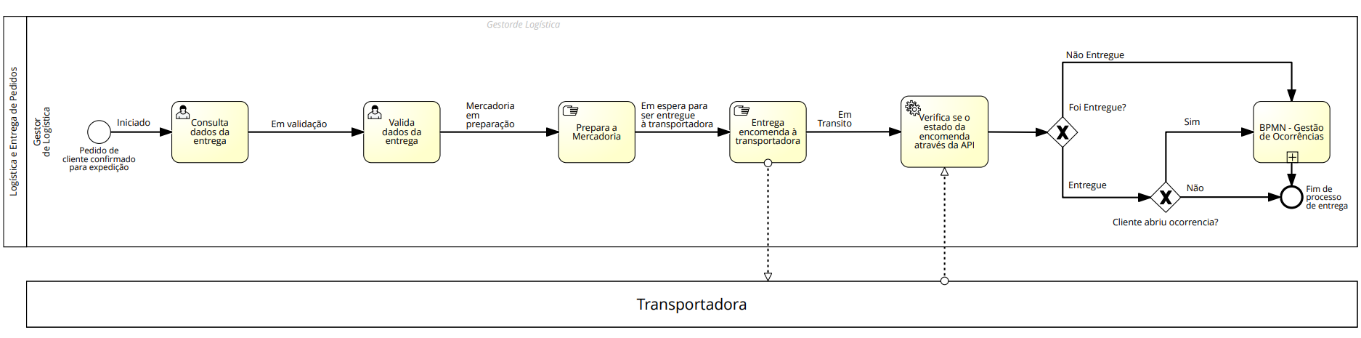 Gestorde Logística
Logística e Entrega de Pedidos
Gestor
de Logística
Pedido de
cliente confirmado
para expedição
Iniciado
Consulta
dados da
entrega
Em validação
Valida
dados da
entrega
Mercadoria
em
preparação
Prepara a
Mercadoria
Em espera para
ser entregue
à transportadora
Entrega
encomenda à
transportadora
Em
Transito
Verifica se o
estado da
encomenda
através da API
Foi Entregue?
Não Entregue
Entregue
Cliente abriu ocorrencia?
Sim
Não
BPMN - Gestão
de Ocorrências
Fim de
processo
de entrega
Transportadora